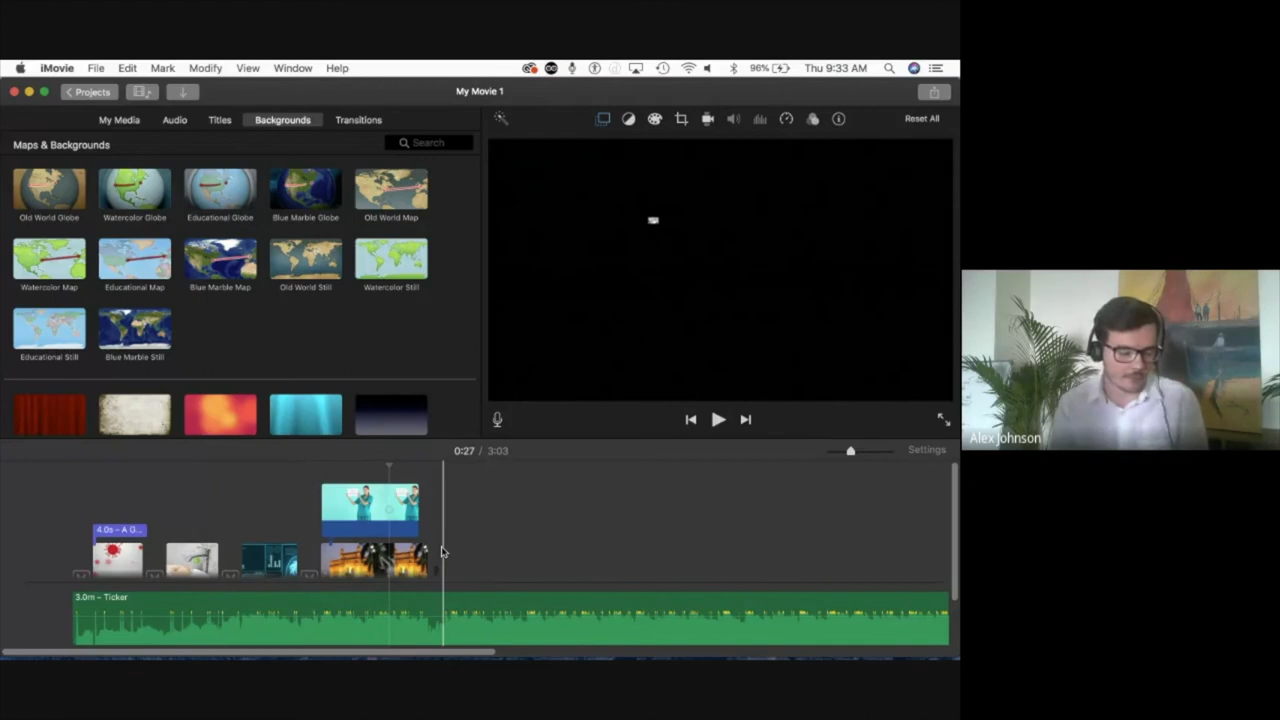 iMovie File Edit Mark Modify View Window Help 96% Thu 9:33 AM
Projects My Movie 1
My Media Audio Titles Backgrounds Transitions Reset All
Maps & Backgrounds Search
Old World Globe Watercolor Globe Educational Globe Blue Marble Globe Old World Map
Watercolor Map Educational Map Blue Marble Map Old World Still Watercolor Still
Educational Still Blue Marble Still
0:27 / 3:03 Settings
4.0s – A G...
3.0m – Ticker
Alex Johnson